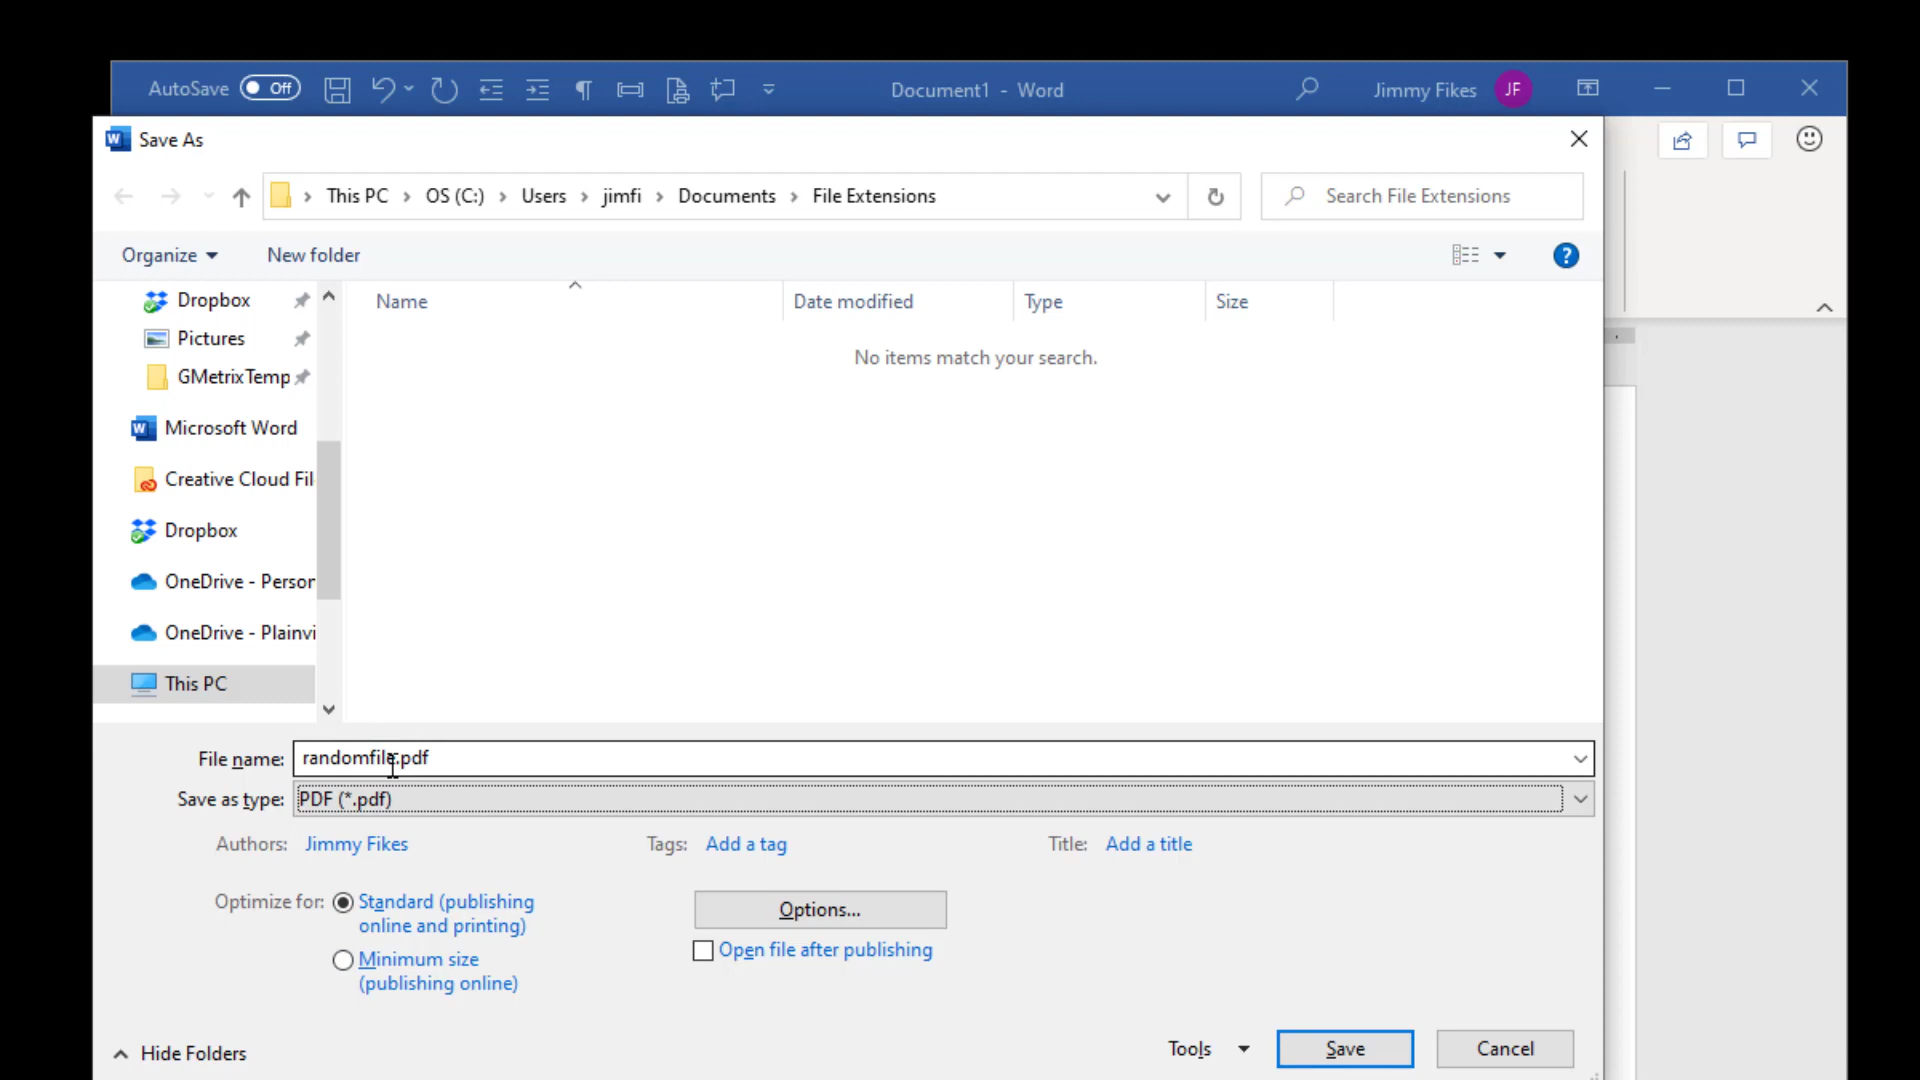 AutoSave Off Document1 - Word Jimmy Fikes JF
Save As
This PC > OS (C:) > Users > jimfi > Documents > File Extensions Search File Extensions
Organize New folder
Name Date modified Type Size
No items match your search.
Dropbox
Pictures
GMetrixTemp
Microsoft Word
Creative Cloud Fil
Dropbox
OneDrive - Person
OneDrive - Plainvi
This PC
File name: randomfile.pdf
Save as type: PDF (*.pdf)
Authors: Jimmy Fikes Tags: Add a tag Title: Add a title
Optimize for: Standard (publishing
online and printing)
Minimum size
(publishing online)
Options...
Open file after publishing
Hide Folders Tools Save Cancel